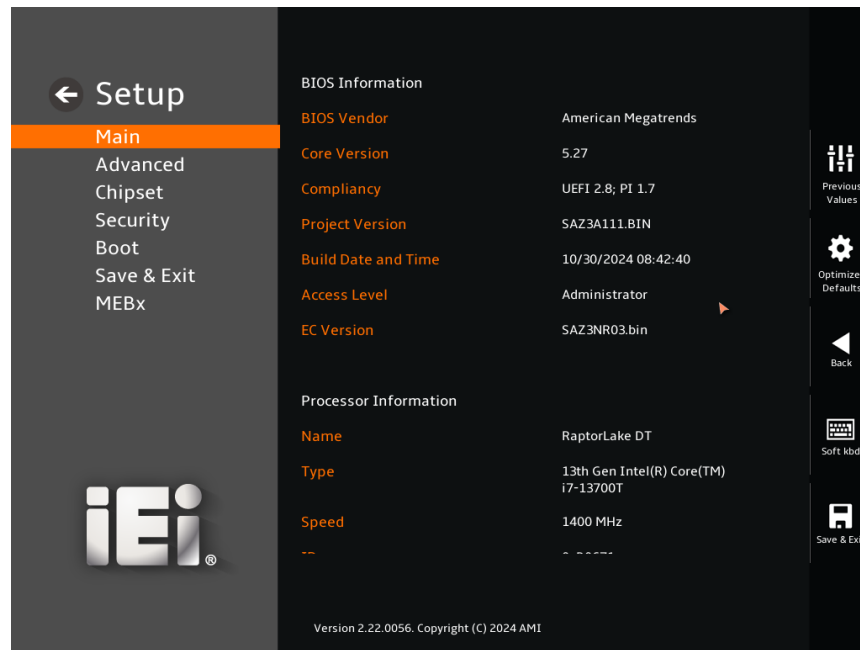 Setup
Main
Advanced
Chipset
Security
Boot
Save & Exit
MEBx
iEi®
BIOS Information
BIOS Vendor American Megatrends
Core Version 5.27
Compliancy UEFI 2.8; PI 1.7
Project Version SAZ3A111.BIN
Build Date and Time 10/30/2024 08:42:40
Access Level Administrator
EC Version SAZ3NR03.bin
Processor Information
Name RaptorLake DT
Type 13th Gen Intel(R) Core(TM)
i7-13700T
Speed 1400 MHz
Version 2.22.0056. Copyright (C) 2024 AMI
Previous
Values
Optimize
Defaults
Back
Soft kbd
Save & Exi